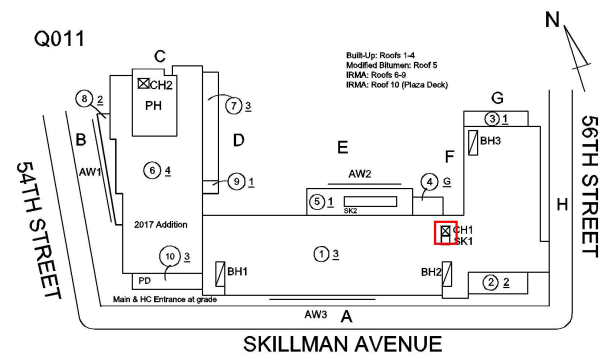 N
Q011
Built-Up: Roofs 1-4
Modified Bitumen: Roof 5
IRMA: Roofs 6-9
IRMA: Roof 10 (Plaza Deck)
C
CH2
PH
8 2
7 3
G
3 1
B
D
E
F
BH3
AW1
6 4
AW2
4 G
9 1
5 1
SK2
H
54TH STREET
56TH STREET
2017 Addition
CH1
SK1
1 3
10 3
PD
BH1
BH2
2 2
Main & HC Entrance at grade
AW3
A
SKILLMAN AVENUE